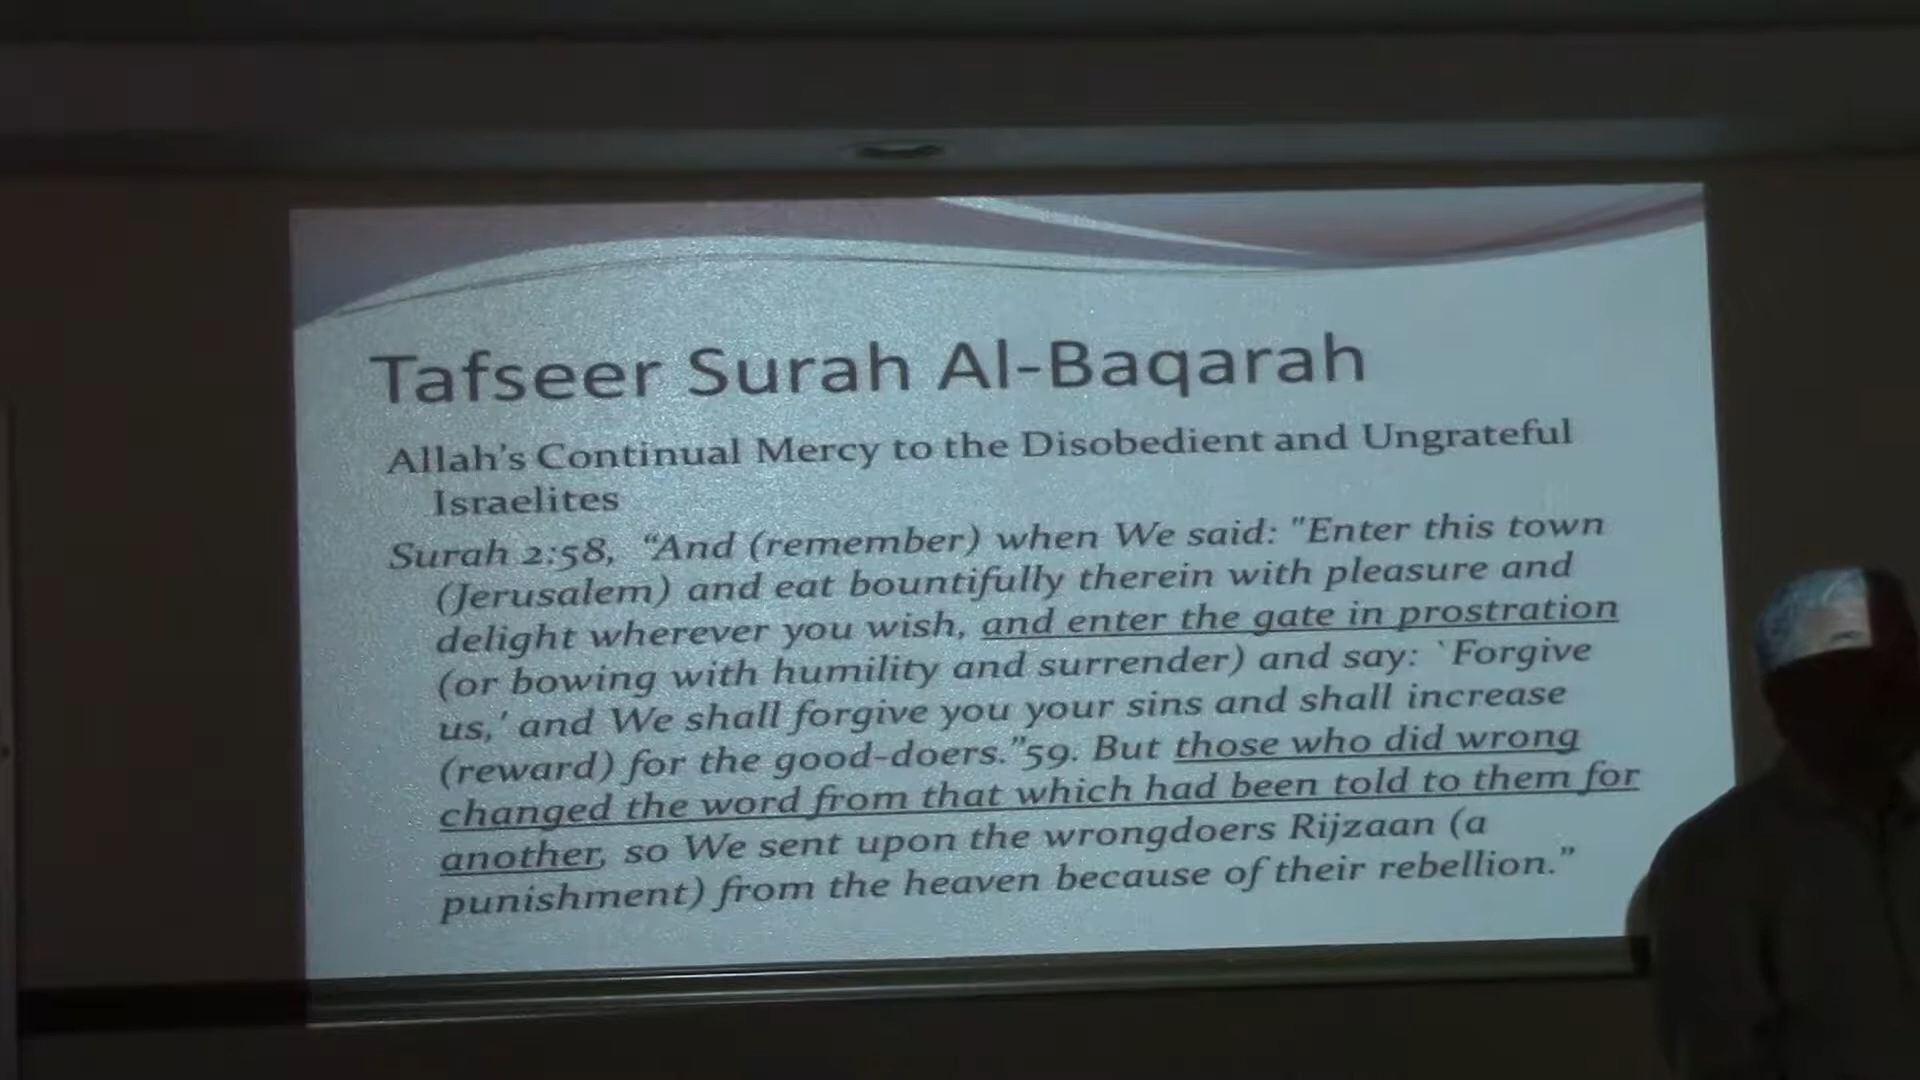 Tafseer Surah Al-Baqarah
Allah's Continual Mercy to the Disobedient and Ungrateful
Israelites
Surah 2:58, “And (remember) when We said: "Enter this town
(Jerusalem) and eat bountifully therein with pleasure and
delight wherever you wish, and enter the gate in prostration
(or bowing with humility and surrender) and say: `Forgive
us,' and We shall forgive you your sins and shall increase
(reward) for the good-doers.”59. But those who did wrong
changed the word from that which had been told to them for
another, so We sent upon the wrongdoers Rijzaan (a
punishment) from the heaven because of their rebellion.”